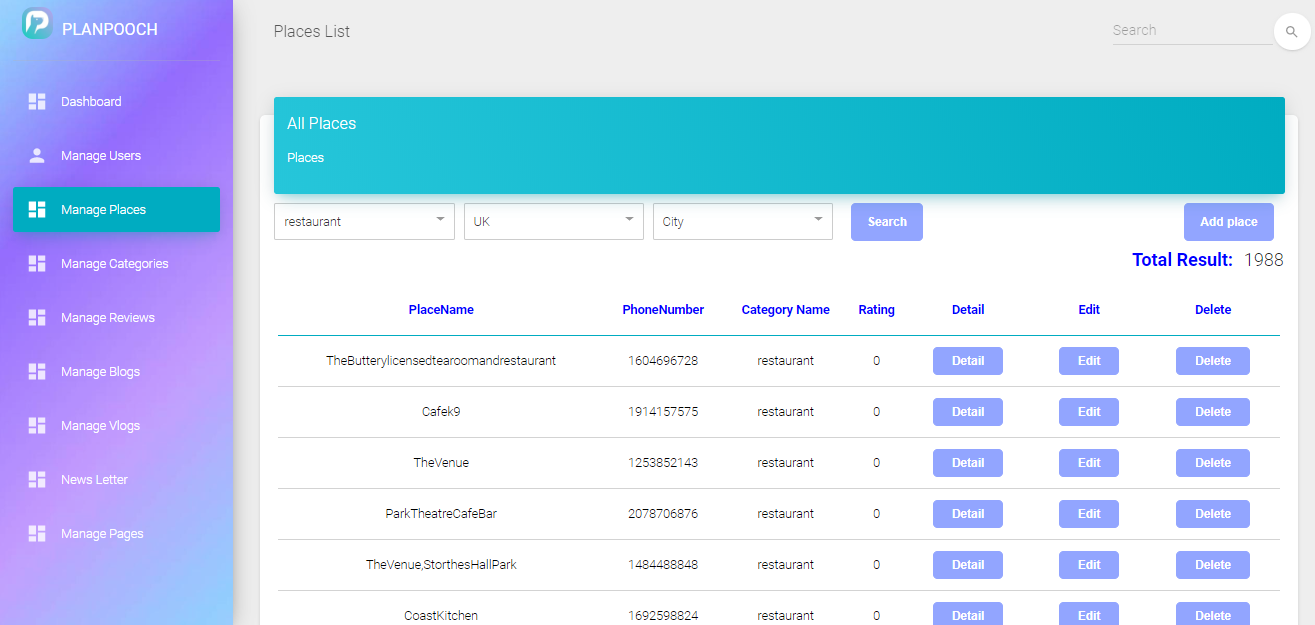 PLANPOOCH
Dashboard
Manage Users
Manage Places
Manage Categories
Manage Reviews
Manage Blogs
Manage Vlogs
News Letter
Manage Pages
Places List
Search
All Places
Places
restaurant UK City Search Add place
Total Result: 1988
PlaceName PhoneNumber Category Name Rating Detail Edit Delete
TheButterylicensedtearoomandrestaurant 1604696728 restaurant 0 Detail Edit Delete
Cafek9 1914157575 restaurant 0 Detail Edit Delete
TheVenue 1253852143 restaurant 0 Detail Edit Delete
ParkTheatreCafeBar 2078706876 restaurant 0 Detail Edit Delete
TheVenue,StorthesHallPark 1484488848 restaurant 0 Detail Edit Delete
CoastKitchen 1692598824 restaurant 0 Detail Edit Delete